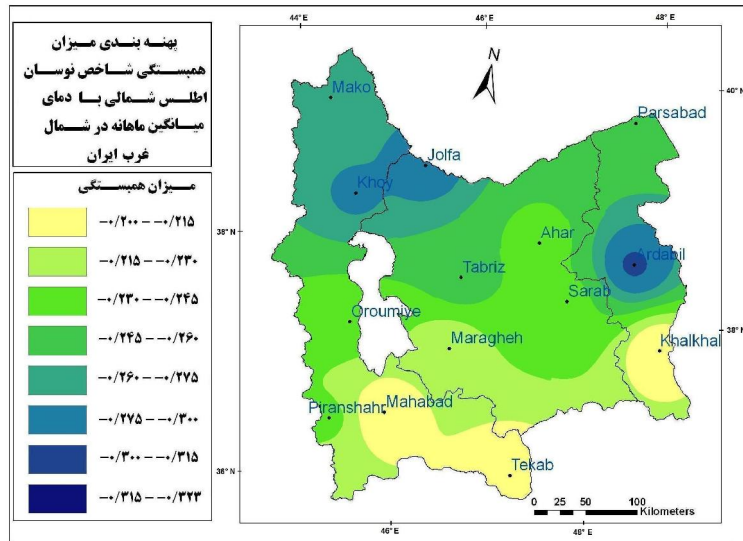 44° E
46° E
48° E
پهنه بندی میزان
همبستگی شاخص نوسان
اطلس شمالی با دمای
میانگین ماهانه در شمال
غرب ایران
N
40° N
Mako
Parsabad
Jolfa
Khoy
38° N
Ahar
Ardabil
Tabriz
Sarab
Oroumiye
38° N
Maragheh
Khalkhal
Piranshahr
Mahabad
36° N
Tekab
0 25 50 100
Kilometers
46° E
48° E
میزان همبستگی
-۰/۲۰۰ - -۰/۲۱۵
-۰/۲۱۵ - -۰/۲۳۰
-۰/۲۳۰ - -۰/۲۴۵
-۰/۲۴۵ - -۰/۲۶۰
-۰/۲۶۰ - -۰/۲۷۵
-۰/۲۷۵ - -۰/۳۰۰
-۰/۳۰۰ - -۰/۳۱۵
-۰/۳۱۵ - -۰/۳۲۳